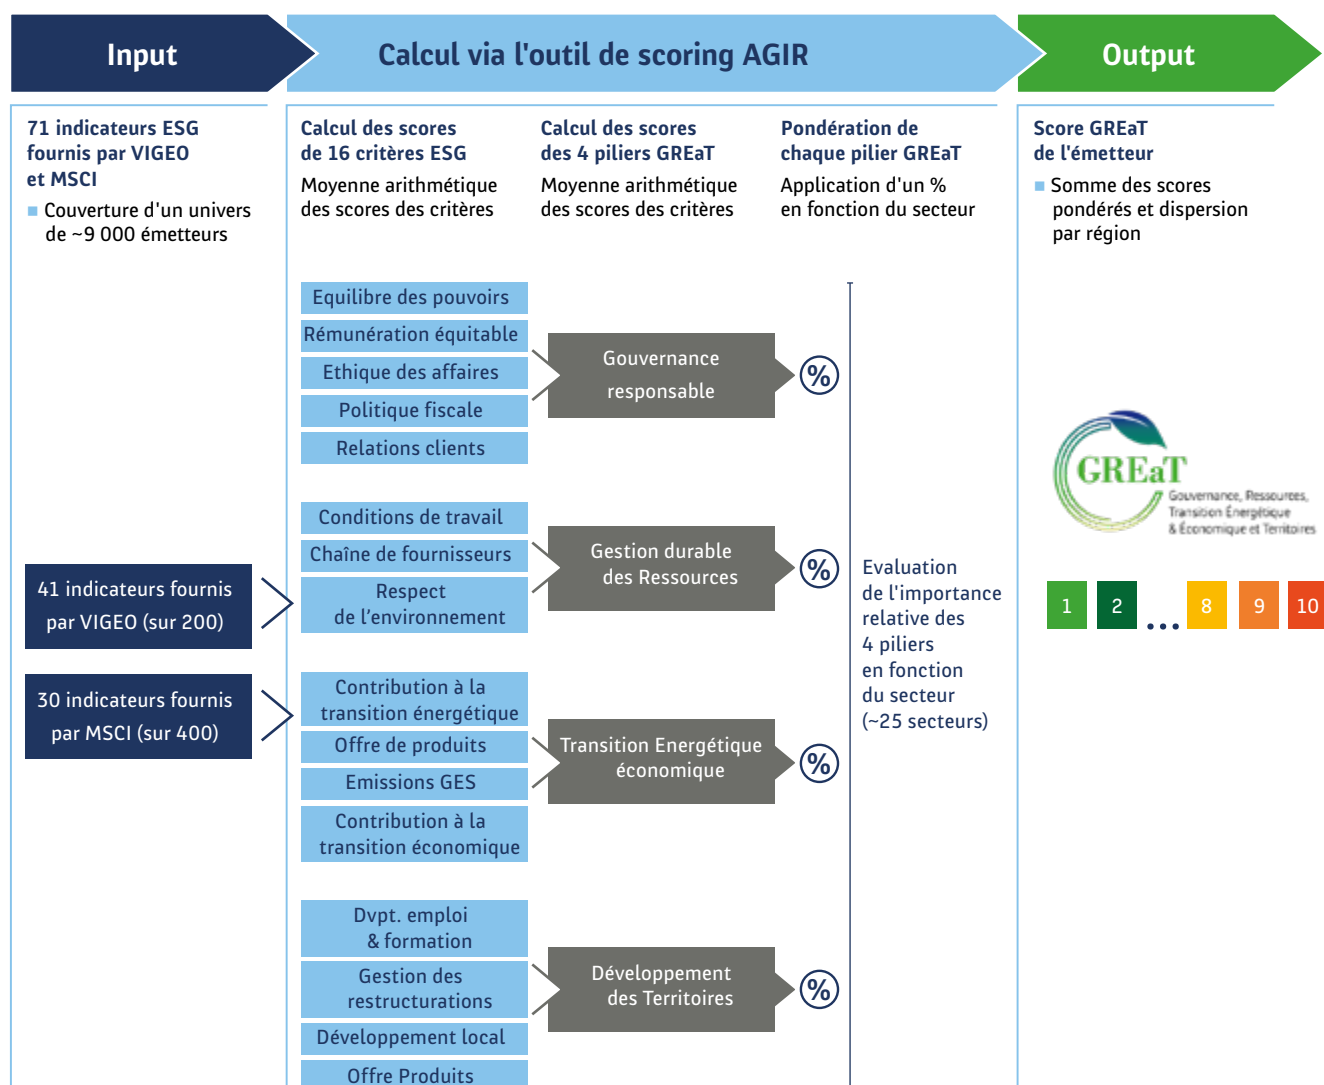 Input
Calcul via l'outil de scoring AGIR
Output
71 indicateurs ESG
fournis par VIGEO
et MSCI
Couverture d'un univers
de ~9 000 émetteurs
41 indicateurs fournis
par VIGEO (sur 200)
30 indicateurs fournis
par MSCI (sur 400)
Calcul des scores
de 16 critères ESG
Moyenne arithmétique
des scores des critères
Equilibre des pouvoirs
Rémunération équitable
Ethique des affaires
Politique fiscale
Relations clients
Conditions de travail
Chaîne de fournisseurs
Respect
de l'environnement
Contribution à la
transition énergétique
Offre de produits
Emissions GES
Contribution à la
transition économique
Dvpt. emploi
& formation
Gestion des
restructurations
Développement local
Offre Produits
Calcul des scores
des 4 piliers GREaT
Moyenne arithmétique
des scores des critères
Gouvernance
responsable
Gestion durable
des Ressources
Transition Energétique
économique
Développement
des Territoires
Pondération de
chaque pilier GREaT
Application d'un %
en fonction du secteur
%
%
%
%
Evaluation
de l'importance
relative des
4 piliers
en fonction
du secteur
(~25 secteurs)
Score GREaT
de l'émetteur
Somme des scores
pondérés et dispersion
par région
GREaT
Gouvernance, Ressources,
Transition Énergétique
& Économique et Territoires
1 2 ... 8 9 10